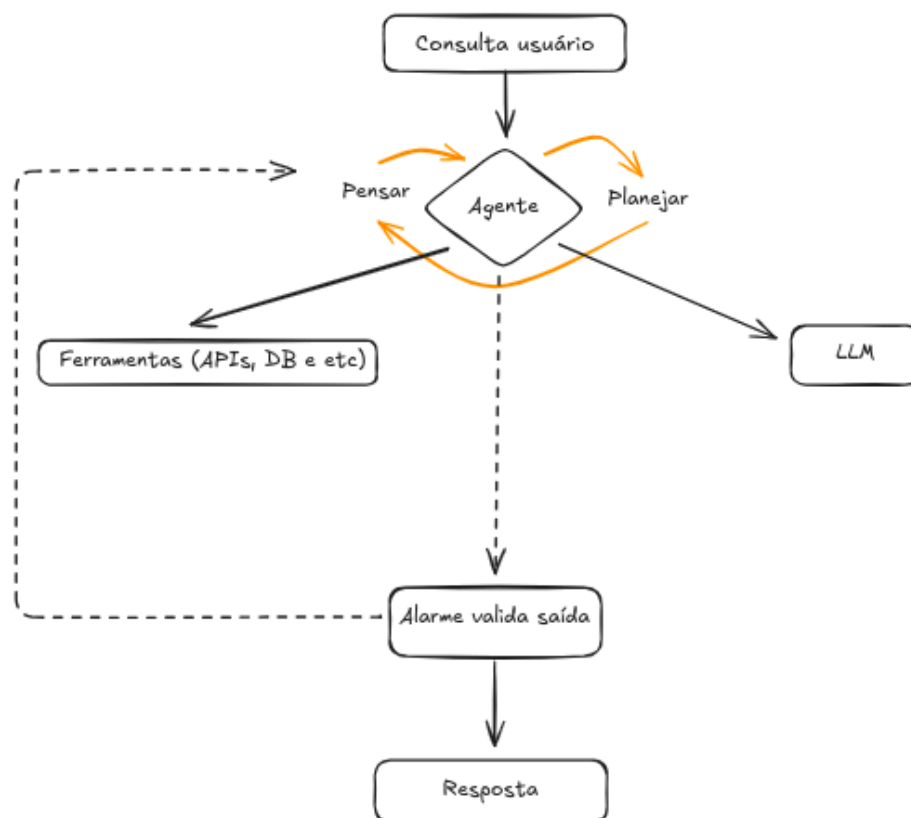 Consulta usuário
Pensar
Agente
Planejar
Ferramentas (APIs, DB e etc)
LLM
Alarme valida saída
Resposta